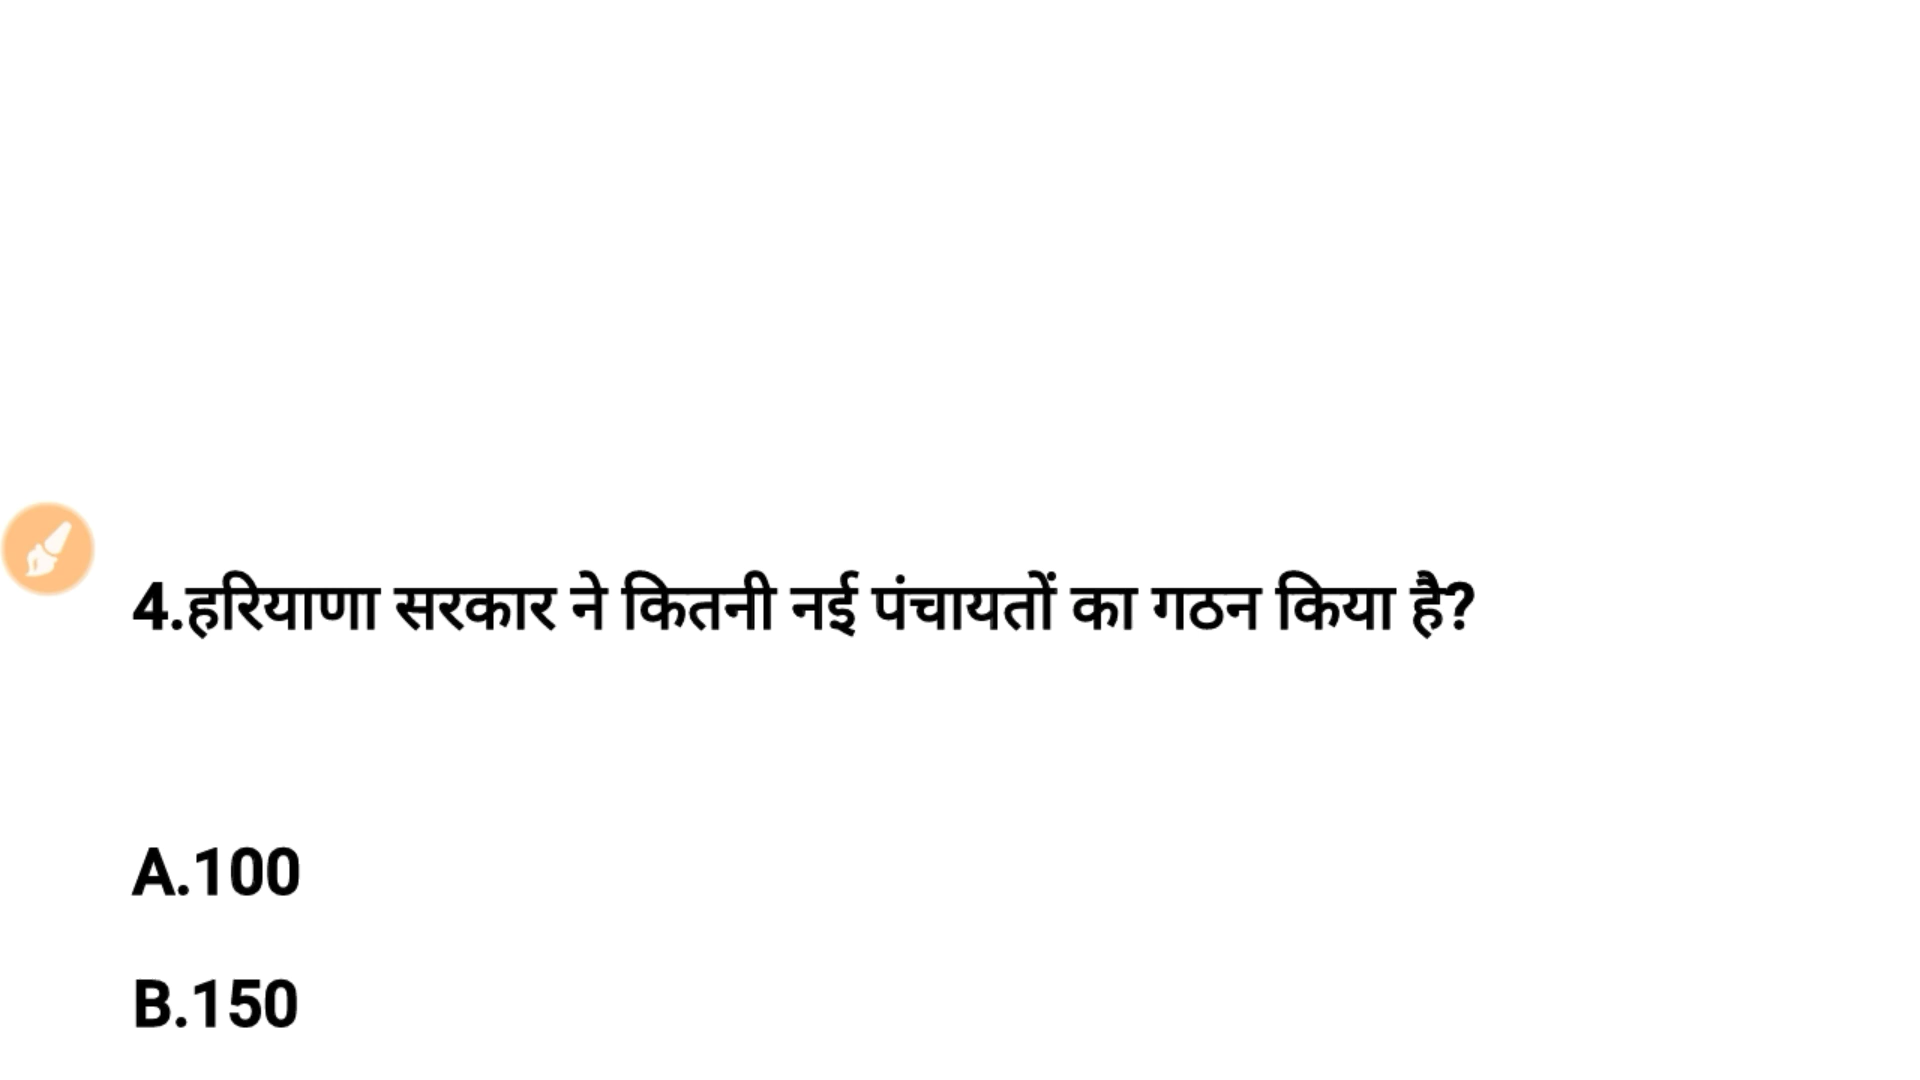 4.हरियाणा सरकार ने कितनी नई पंचायतों का गठन किया है?
A.100
B.150